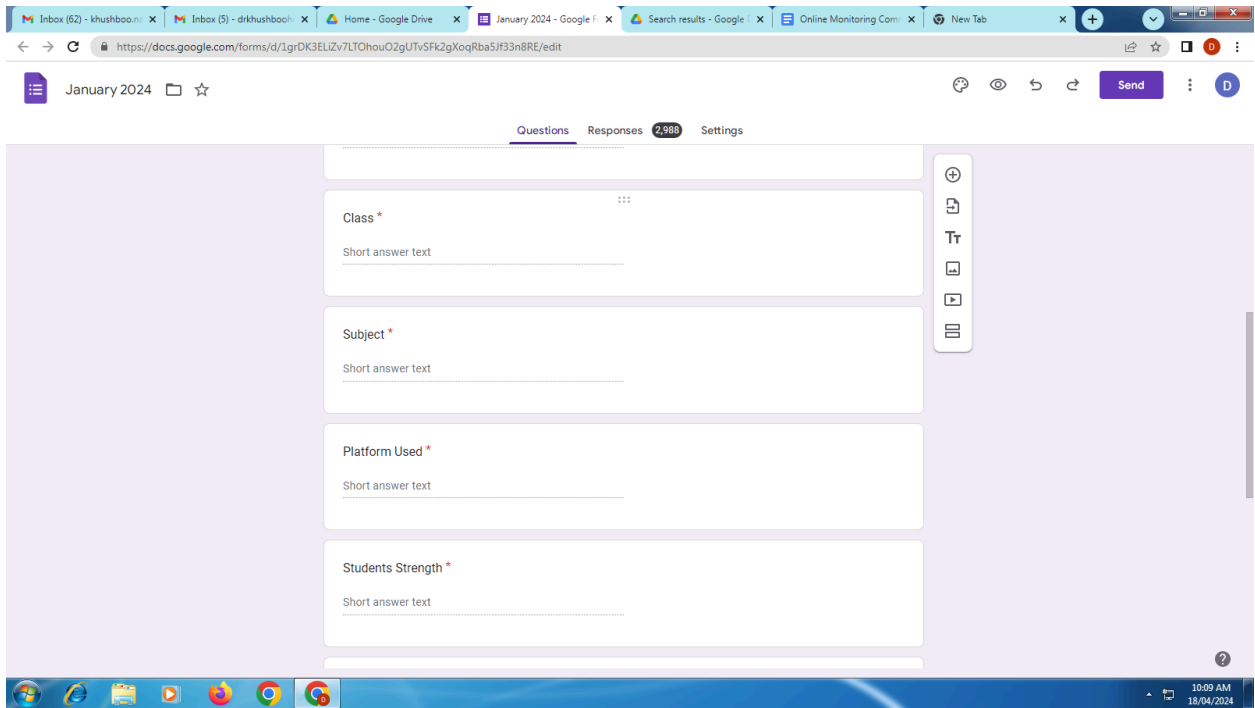 Inbox (62) - khushboo.na
Inbox (5) - drkhushbooh
Home - Google Drive
January 2024 - Google F
Search results - Google
Online Monitoring Com
New Tab
https://docs.google.com/forms/d/1grDK3ELiZv7LTOhouO2gUTvSFk2gXoqRba5Jf33n8RE/edit
D
January 2024
Send
D
Questions Responses 2,988 Settings
Class *
Short answer text
Tт
Subject *
Short answer text
Platform Used *
Short answer text
Students Strength *
Short answer text
10:09 AM
18/04/2024